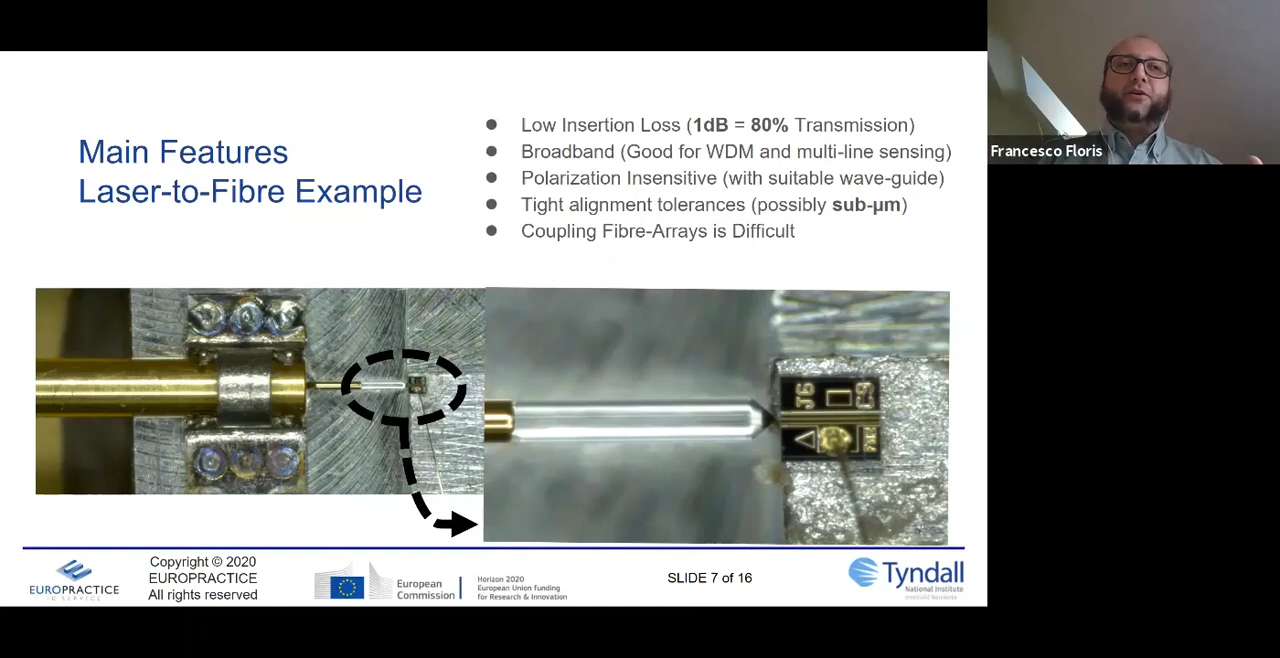 Main Features
Laser-to-Fibre Example
● Low Insertion Loss (1dB = 80% Transmission)
● Broadband (Good for WDM and multi-line sensing)
● Polarization Insensitive (with suitable wave-guide)
● Tight alignment tolerances (possibly sub-µm)
● Coupling Fibre-Arrays is Difficult
Francesco Floris
EUROPRACTICE
IC SERVICE
Copyright © 2020
EUROPRACTICE
All rights reserved
European
Commission
Horizon 2020
European Union funding
for Research & Innovation
SLIDE 7 of 16
Tyndall
National Institute